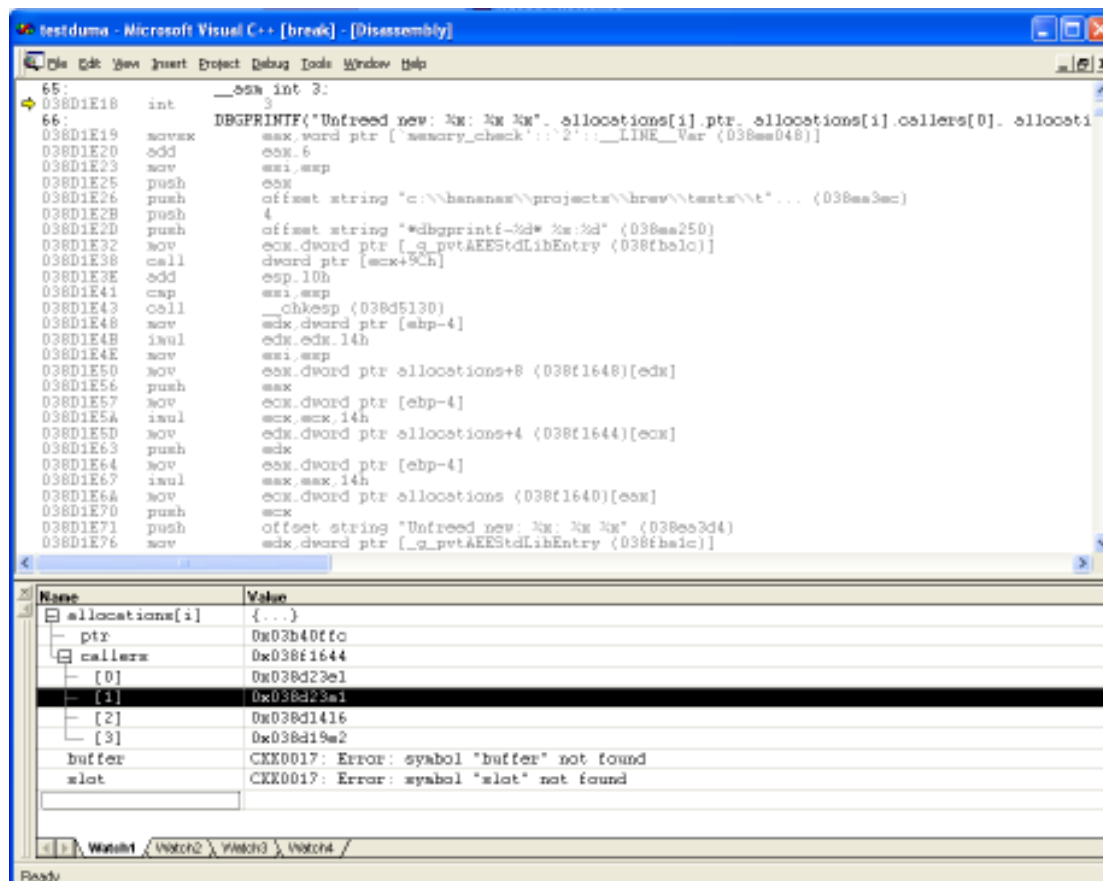 testduma - Microsoft Visual C++ [break] - [Disassembly]
File Edit View Insert Project Debug Tools Window Help
65: __asm int 3;
038D1E18 int 3
66: DBGPRINTF("Unfreed new: %x: %x %x", allocations[i].ptr, allocations[i].callers[0], allocati
038D1E19 movsx eax,word ptr [`memory_check'::`2'::__LINE__Var (038ee048)]
038D1E20 add eax,6
038D1E23 mov esi,esp
038D1E25 push eax
038D1E26 push offset string "c:\\bananas\\projects\\brew\\tests\\t"... (038ea3ec)
038D1E2B push 4
038D1E2D push offset string "*dbgprintf-%d* %s:%d" (038ea250)
038D1E32 mov ecx,dword ptr [_g_pvtAEEStdLibEntry (038fba1c)]
038D1E38 call dword ptr [ecx+9Ch]
038D1E3E add esp,10h
038D1E41 cmp esi,esp
038D1E43 call __chkesp (038d5130)
038D1E48 mov edx,dword ptr [ebp-4]
038D1E4B imul edx,edx,14h
038D1E4E mov esi,esp
038D1E50 mov eax,dword ptr allocations+8 (038f1648)[edx]
038D1E56 push eax
038D1E57 mov ecx,dword ptr [ebp-4]
038D1E5A imul ecx,ecx,14h
038D1E5D mov edx,dword ptr allocations+4 (038f1644)[ecx]
038D1E63 push edx
038D1E64 mov eax,dword ptr [ebp-4]
038D1E67 imul eax,eax,14h
038D1E6A mov ecx,dword ptr allocations (038f1640)[eax]
038D1E70 push ecx
038D1E71 push offset string "Unfreed new: %x: %x %x" (038ea3d4)
038D1E76 mov edx,dword ptr [_g_pvtAEEStdLibEntry (038fba1c)]
Name Value
allocations[i] {...}
ptr 0x03b40ffc
callers 0x038f1644
[0] 0x038d23e1
[1] 0x038d23a1
[2] 0x038d1416
[3] 0x038d19e2
buffer CXX0017: Error: symbol "buffer" not found
slot CXX0017: Error: symbol "slot" not found
Watch1 Watch2 Watch3 Watch4
Ready